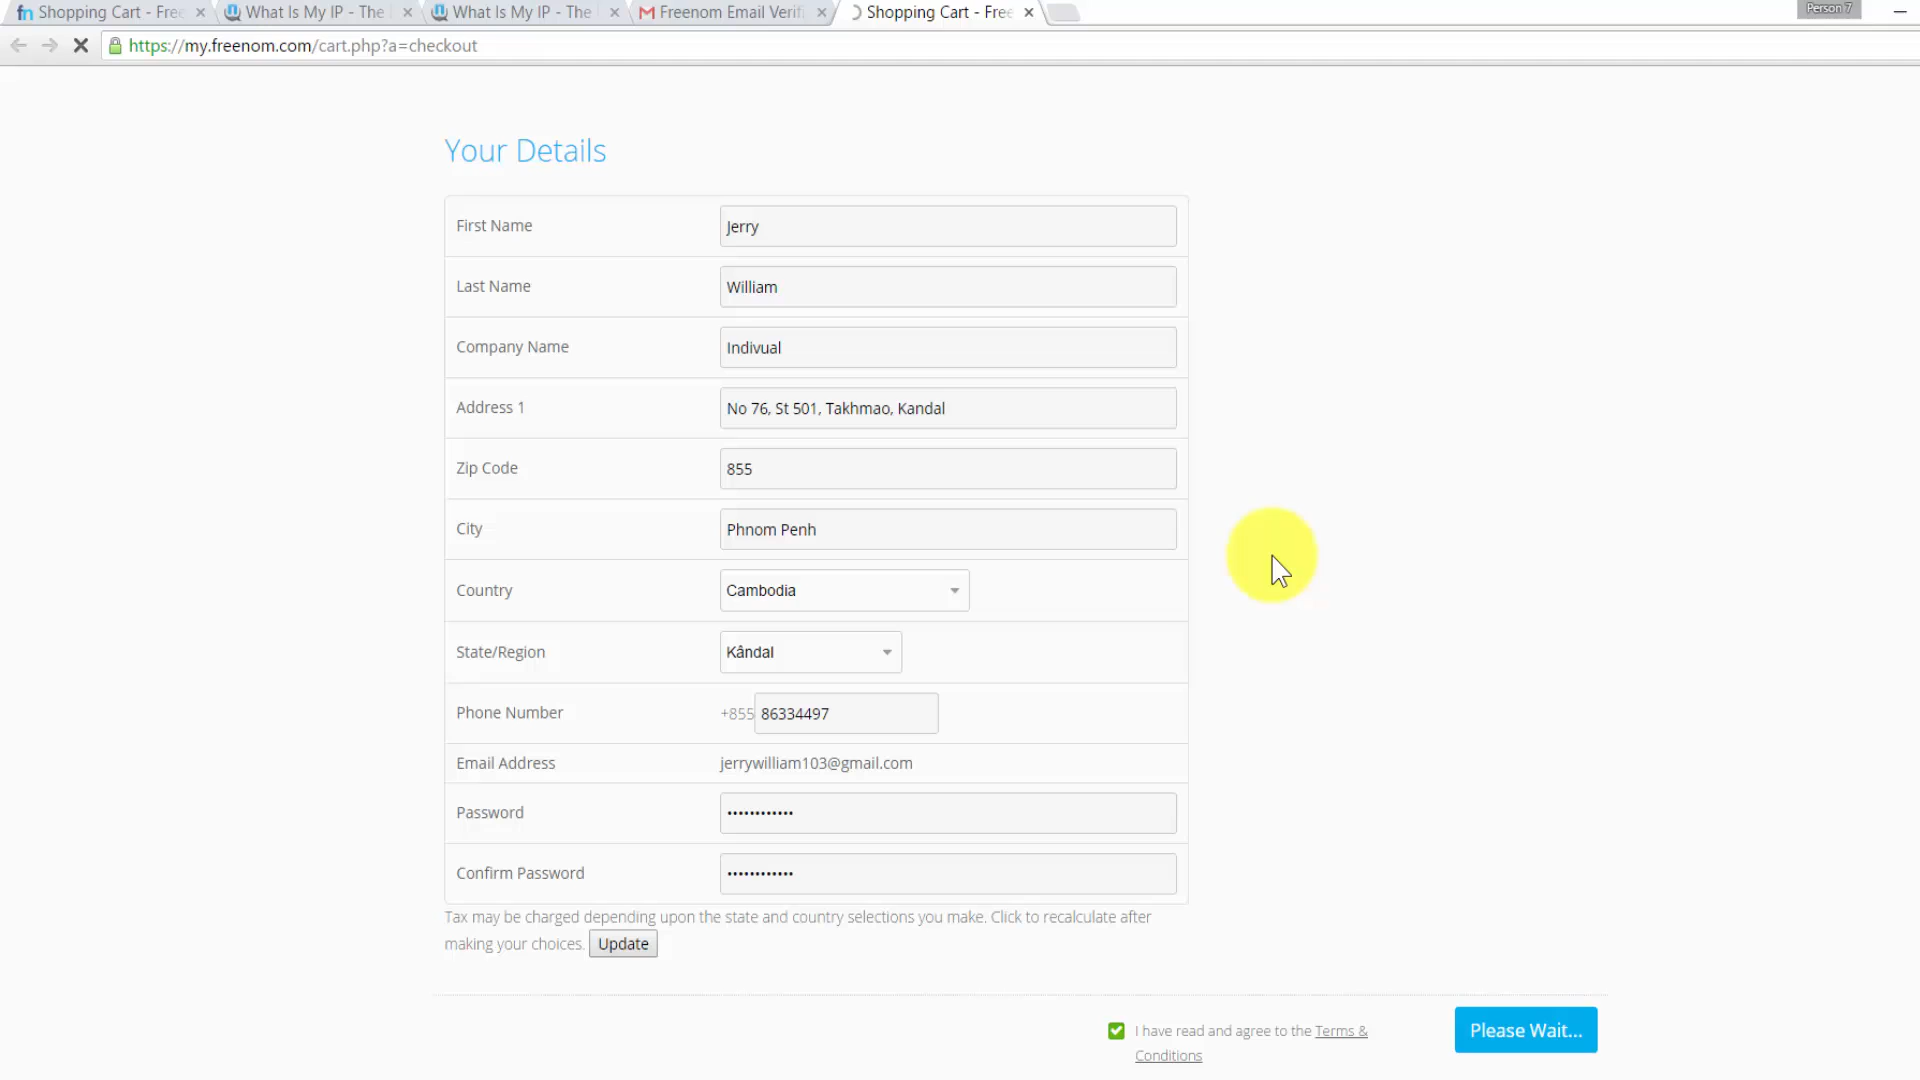 fn Shopping Cart - Free
What Is My IP - The
What Is My IP - The
Freenom Email Verifi
Shopping Cart - Free
Person 7
https://my.freenom.com/cart.php?a=checkout
Your Details
First Name Jerry
Last Name William
Company Name Indivual
Address 1 No 76, St 501, Takhmao, Kandal
Zip Code 855
City Phnom Penh
Country Cambodia
State/Region Kândal
Phone Number +855 86334497
Email Address jerrywilliam103@gmail.com
Password ••••••••••••
Confirm Password ••••••••••••
Tax may be charged depending upon the state and country selections you make. Click to recalculate after
making your choices. Update
I have read and agree to the Terms &
Conditions
Please Wait...